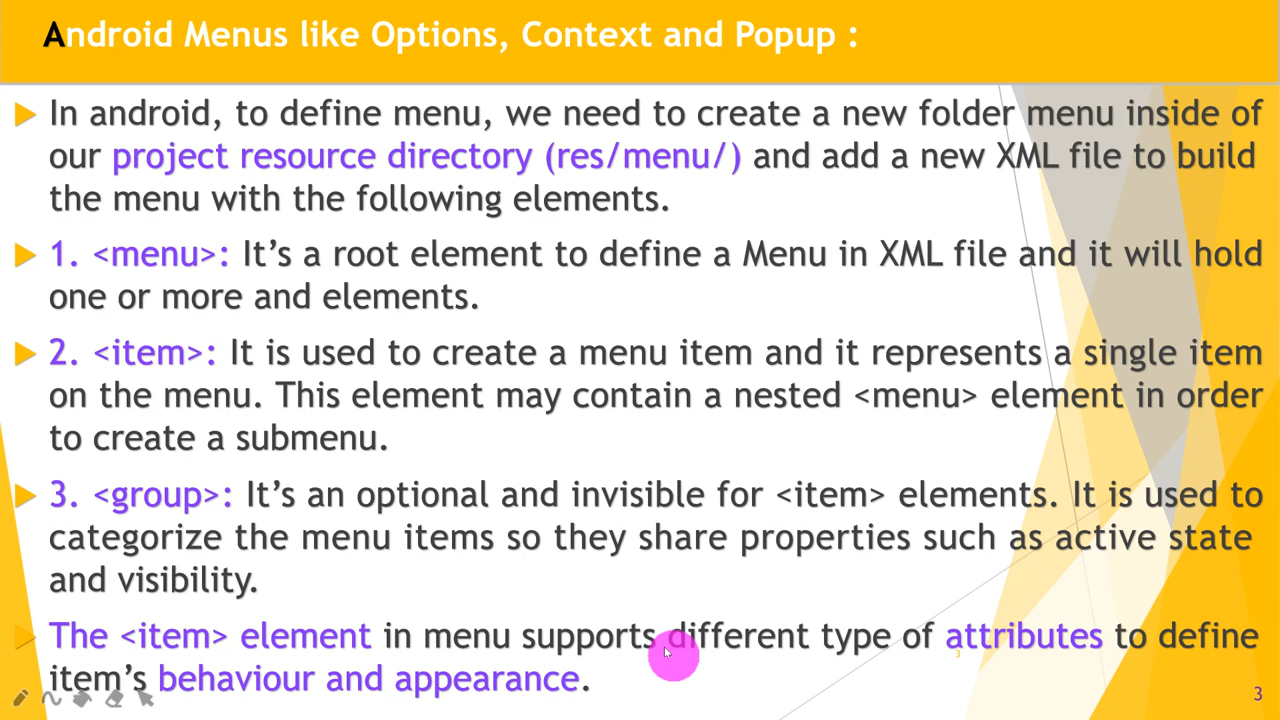 Android Menus like Options, Context and Popup :
In android, to define menu, we need to create a new folder menu inside of
our project resource directory (res/menu/) and add a new XML file to build
the menu with the following elements.
1. <menu>: It’s a root element to define a Menu in XML file and it will hold
one or more and elements.
2. <item>: It is used to create a menu item and it represents a single item
on the menu. This element may contain a nested <menu> element in order
to create a submenu.
3. <group>: It’s an optional and invisible for <item> elements. It is used to
categorize the menu items so they share properties such as active state
and visibility.
The <item> element in menu supports different type of attributes to define
item’s behaviour and appearance.
3
3